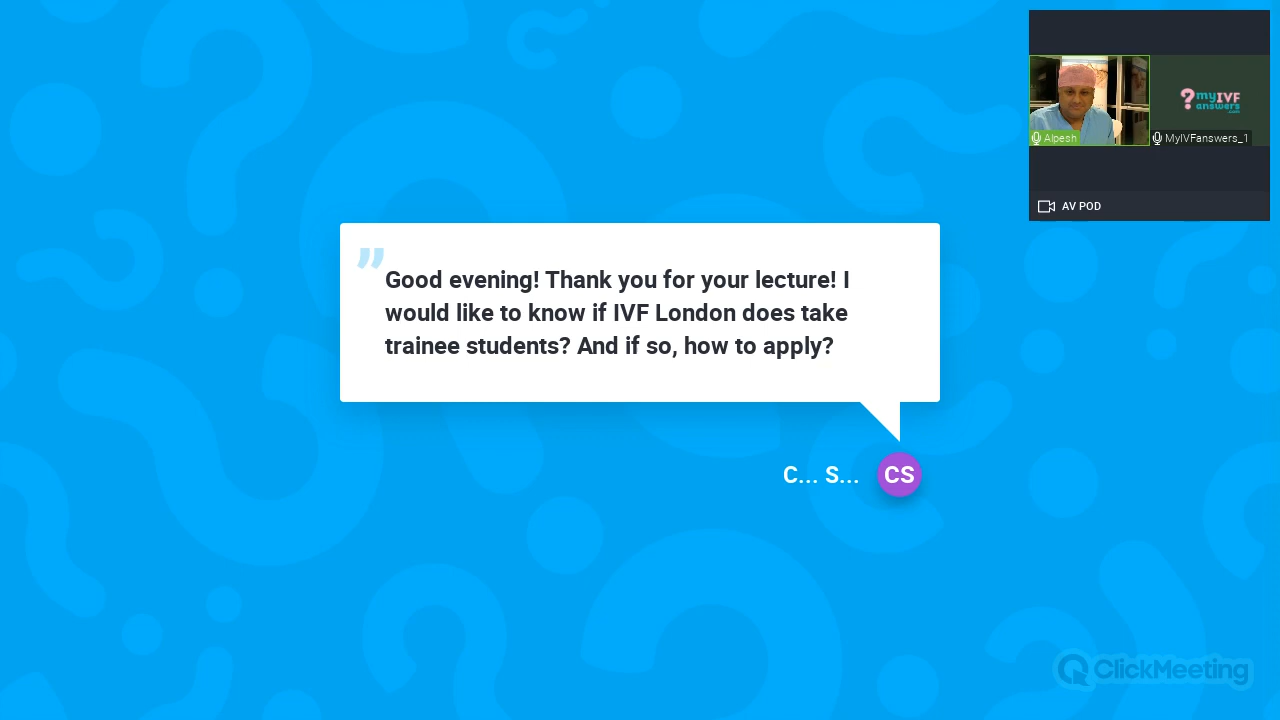 ?myIVF
answers
.com
Alpesh
MyIVFanswers_1
AV POD
”
Good evening! Thank you for your lecture! I
would like to know if IVF London does take
trainee students? And if so, how to apply?
C... S...
CS
ClickMeeting